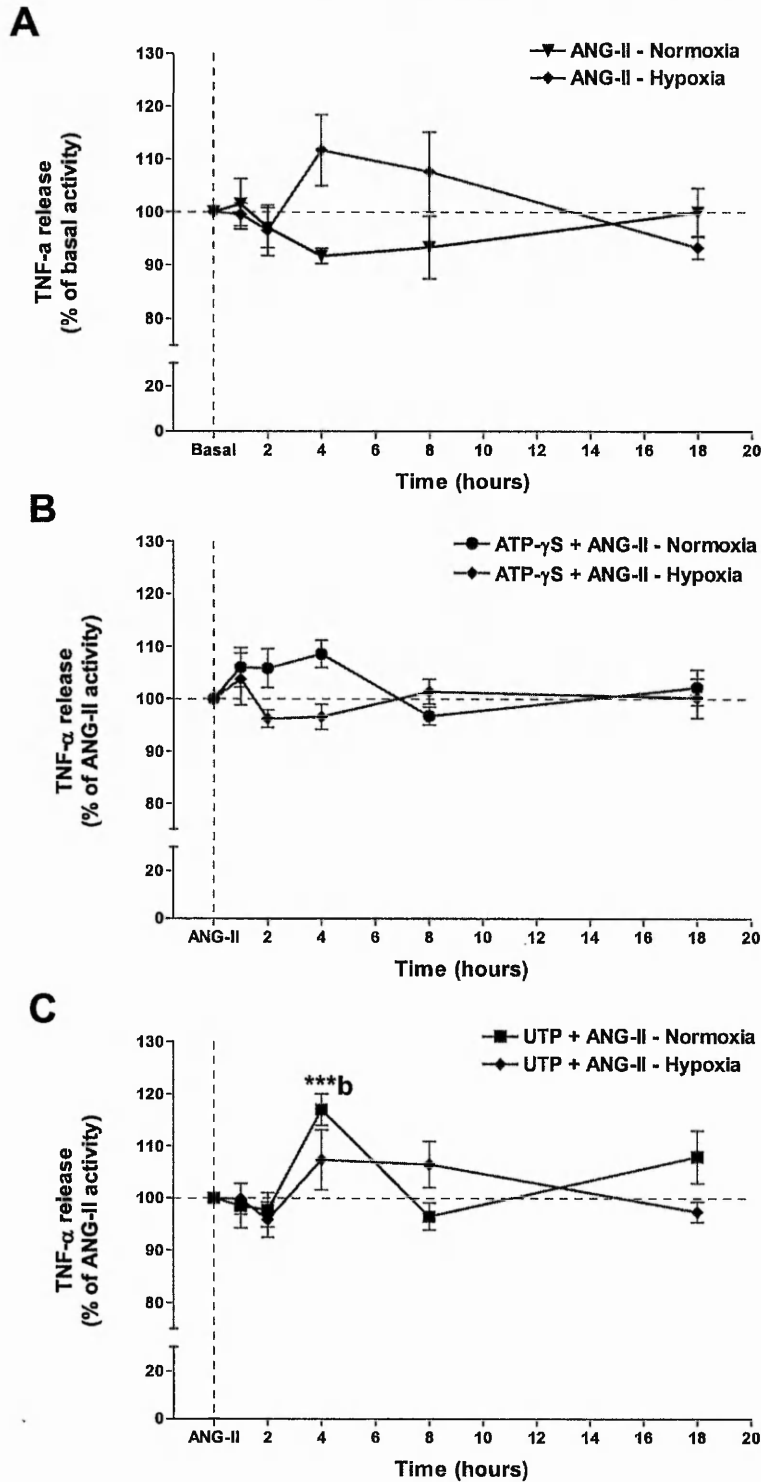 A
ANG-II - Normoxia
ANG-II - Hypoxia
TNF-a release
(% of basal activity)
130
120
110
100
90
80
20
0
Basal 2 4 6 8 10 12 14 16 18 20
Time (hours)
B
ATP-γS + ANG-II - Normoxia
ATP-γS + ANG-II - Hypoxia
TNF-α release
(% of ANG-II activity)
130
120
110
100
90
80
20
0
ANG-II 2 4 6 8 10 12 14 16 18 20
Time (hours)
C
UTP + ANG-II - Normoxia
UTP + ANG-II - Hypoxia
***b
TNF-α release
(% of ANG-II activity)
130
120
110
100
90
80
20
0
ANG-II 2 4 6 8 10 12 14 16 18 20
Time (hours)